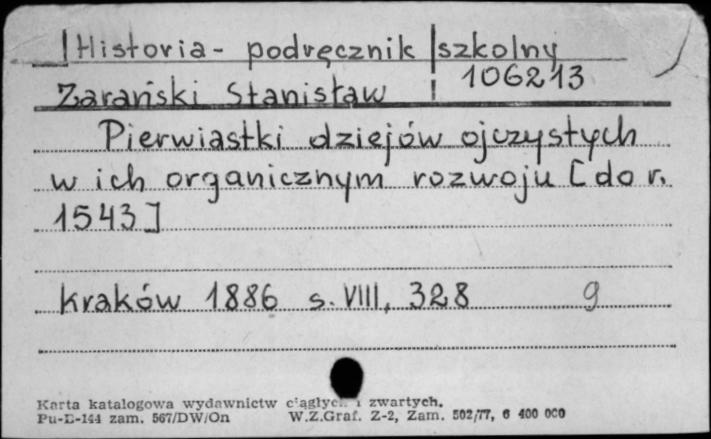 Historia - podręcznik szkolny
Zarański Stanisław 106213
Pierwiastki dziejów ojczystych
w ich organicznym rozwoju [do r.
1543]
Kraków 1886 s. VIII, 328 g
Karta katalogowa wydawnictw ciągłych i zwartych.
Pu-D-144 zam. 567/DW/On W.Z.Graf. Z-2, Zam. 502/77, 6 400 000